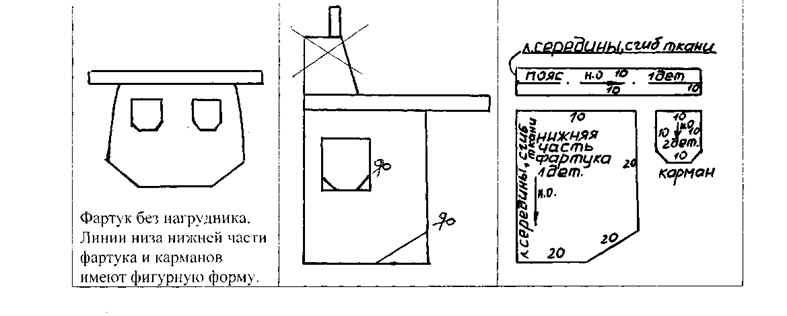 Фартук без нагрудника.
Линии низа нижней части
фартука и карманов
имеют фигурную форму.
л.середины, сгиб ткани
пояс. н.о 10 1дет
10 10
10
л.середины, сгиб ткани
нижняя
часть
фартука
1дет.
н.о.
20
20
20
10
10 н.о. 10
2дет.
10
карман